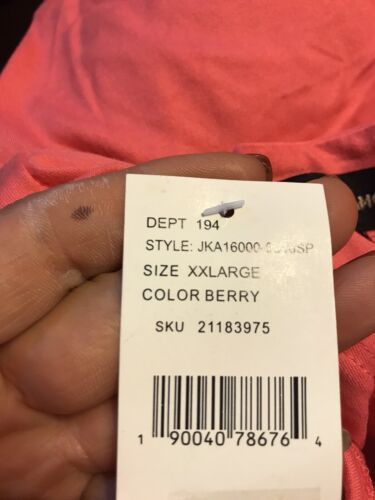 DEPT 194
STYLE: JKA16000
SIZE XXLARGE
COLOR BERRY
SKU 21183975
1 90040 78676 4